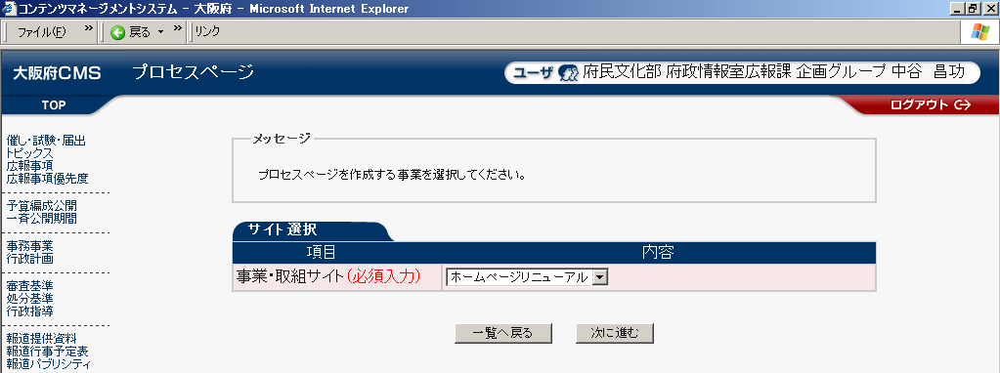 コンテンツマネージメントシステム - 大阪府 - Microsoft Internet Explorer
ファイル(F) » 戻る » リンク
大阪府CMS プロセスページ ユーザ 府民文化部 府政情報室広報課 企画グループ 中谷 昌功
TOP ログアウト
催し・試験・届出
トピックス
広報事項
広報事項優先度
予算編成公開
一斉公開期間
事務事業
行政計画
審査基準
処分基準
行政指導
報道提供資料
報道行事予定表
報道パブリシティ
メッセージ
プロセスページを作成する事業を選択してください。
サイト選択
項目 内容
事業・取組サイト(必須入力) ホームページリニューアル
一覧へ戻る 次に進む